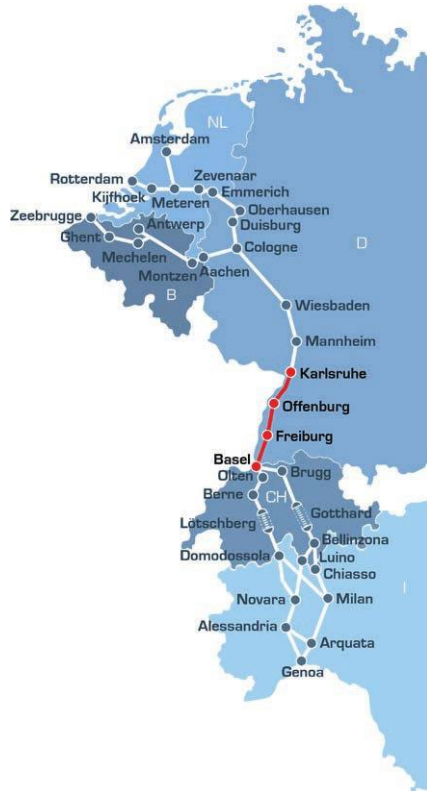 NL
Amsterdam
Rotterdam
Zevenaar
Kijfhoek
Emmerich
Meteren
Oberhausen
Zeebrugge
Antwerp
Duisburg
Ghent
Cologne
D
Mechelen
Aachen
Montzen
B
Wiesbaden
Mannheim
Karlsruhe
Offenburg
Freiburg
Basel
Olten
Brugg
Berne
CH
Gotthard
Lötschberg
Bellinzona
Domodossola
Luino
Chiasso
I
Novara
Milan
Alessandria
Arquata
Genoa